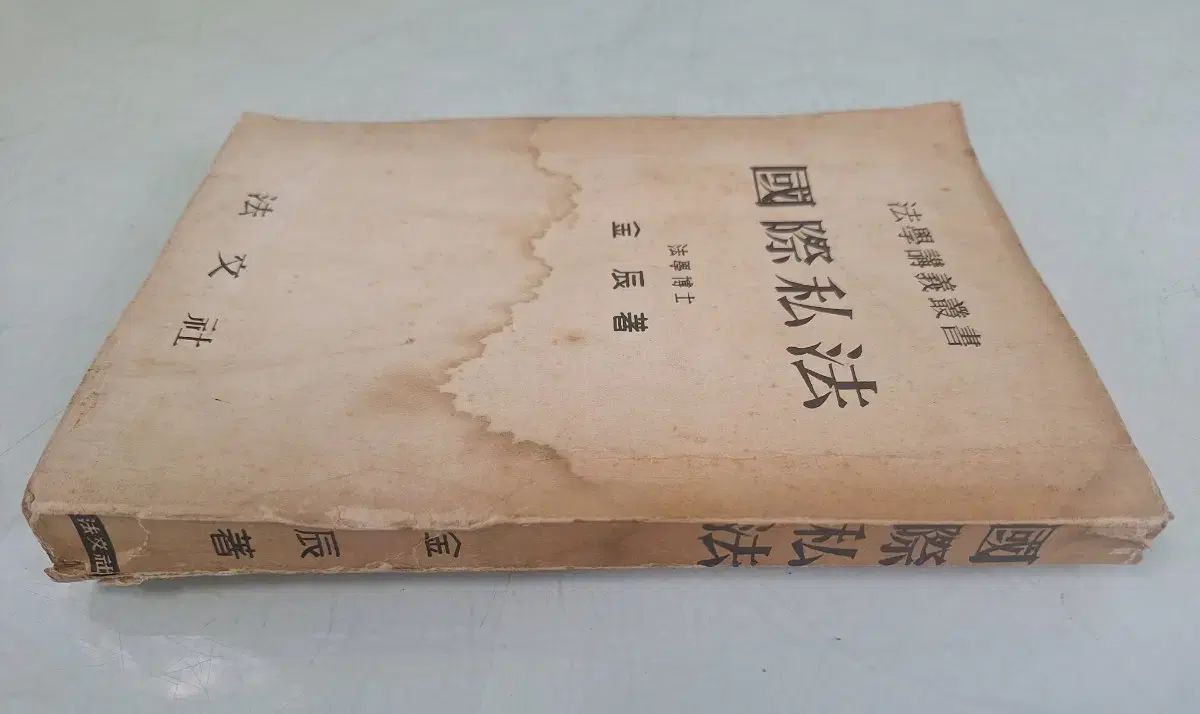 法學講義叢書
國際私法
法學博士
金辰著
法文社
國際私法
金辰著
法文社